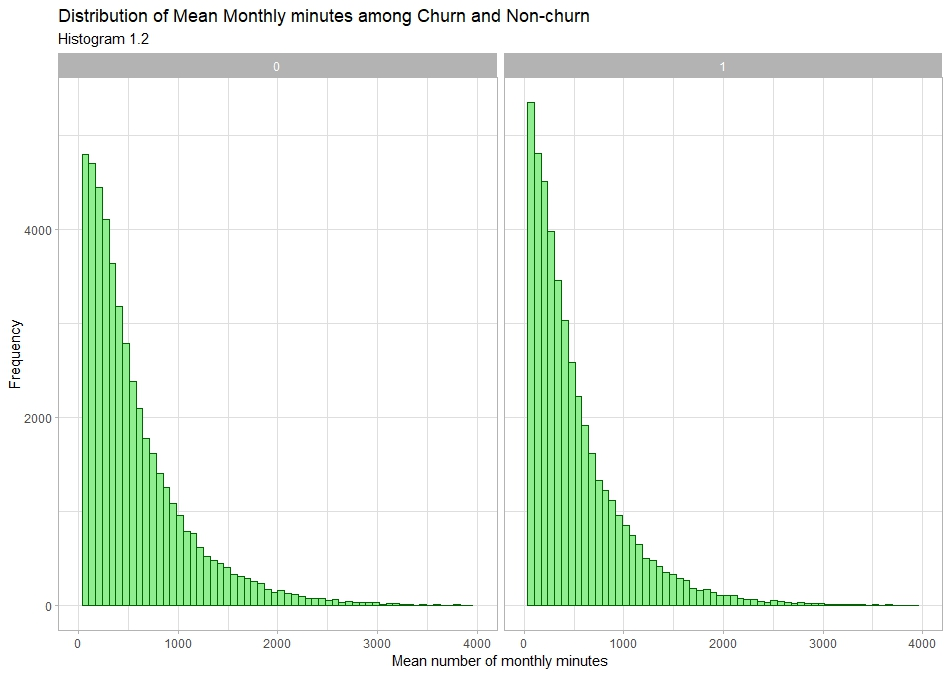 Distribution of Mean Monthly minutes among Churn and Non-churn
Histogram 1.2
0 1
Frequency
4000
2000
0
0 1000 2000 3000 4000 0 1000 2000 3000 4000
Mean number of monthly minutes